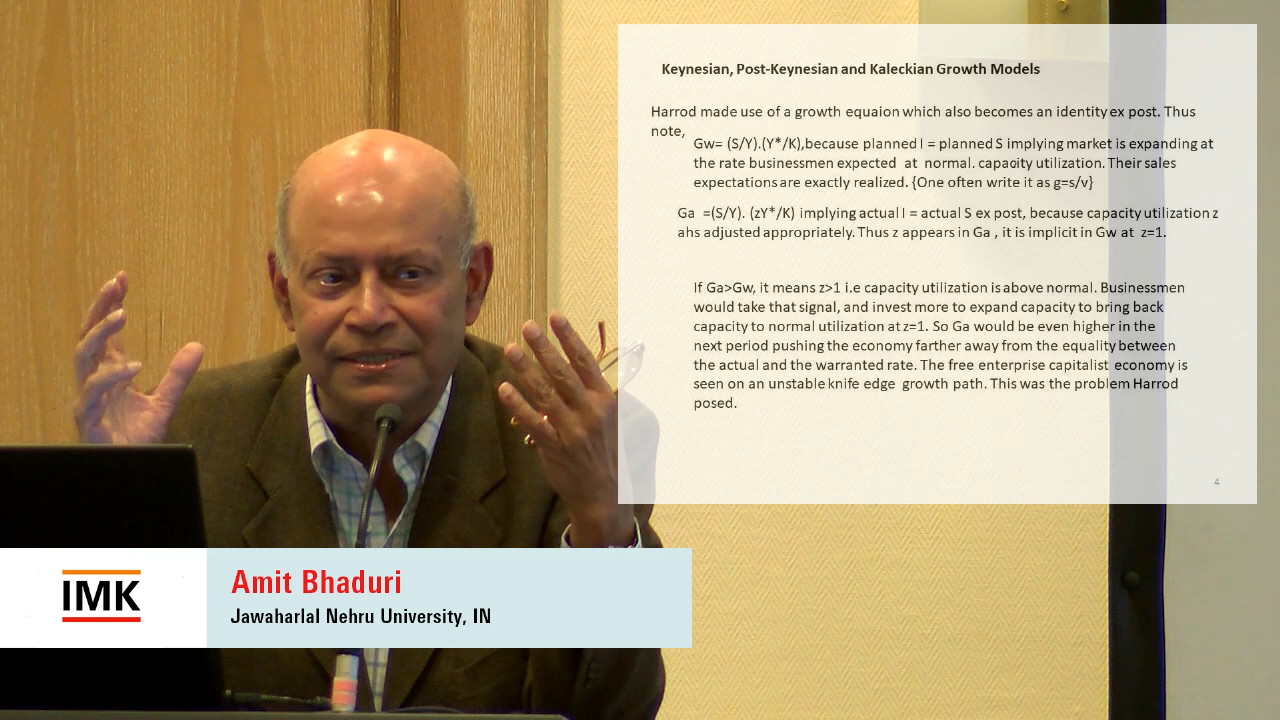 Keynesian, Post-Keynesian and Kaleckian Growth Models
Harrod made use of a growth equaion which also becomes an identity ex post. Thus
note,
Gw= (S/Y).(Y*/K),because planned I = planned S implying market is expanding at
the rate businessmen expected at normal. capacity utilization. Their sales
expectations are exactly realized. {One often write it as g=s/v}
Ga =(S/Y). (zY*/K) implying actual I = actual S ex post, because capacity utilization z
ahs adjusted appropriately. Thus z appears in Ga , it is implicit in Gw at z=1.
If Ga>Gw, it means z>1 i.e capacity utilization is above normal. Businessmen
would take that signal, and invest more to expand capacity to bring back
capacity to normal utilization at z=1. So Ga would be even higher in the
next period pushing the economy farther away from the equality between
the actual and the warranted rate. The free enterprise capitalist economy is
seen on an unstable knife edge growth path. This was the problem Harrod
posed.
4
IMK
Amit Bhaduri
Jawaharlal Nehru University, IN